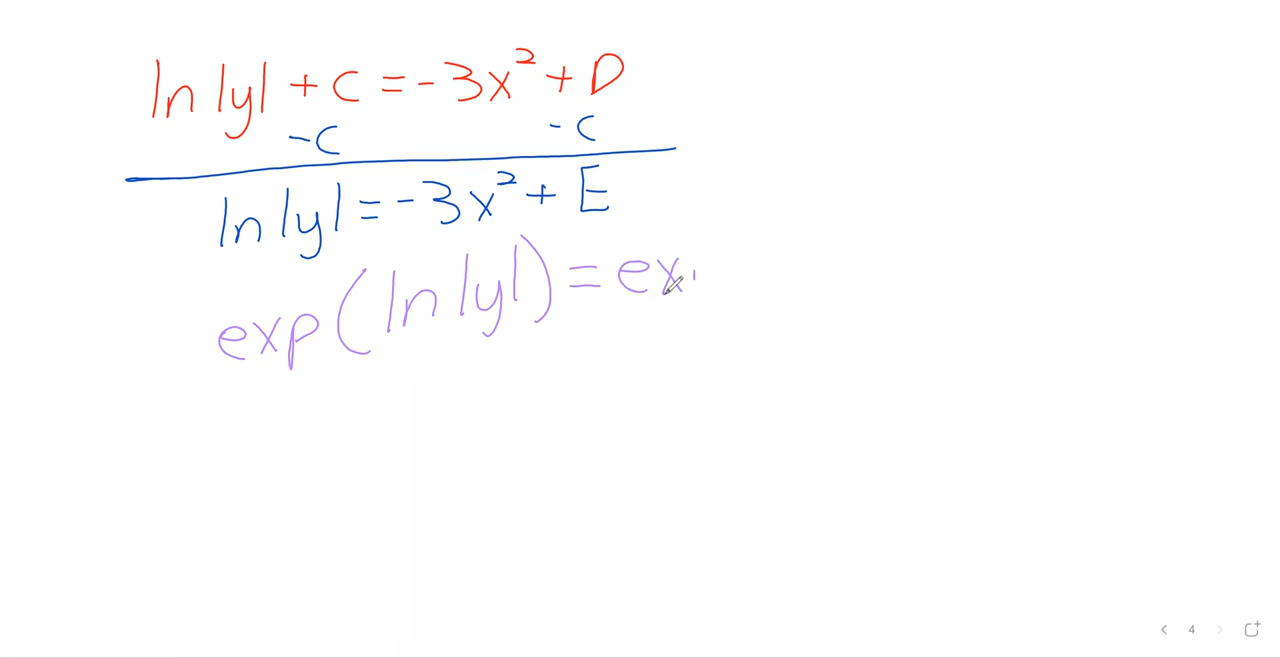 ln |y| + C = -3x² + D
-C -C
ln |y| = -3x² + E
exp(ln |y|) = ex
4